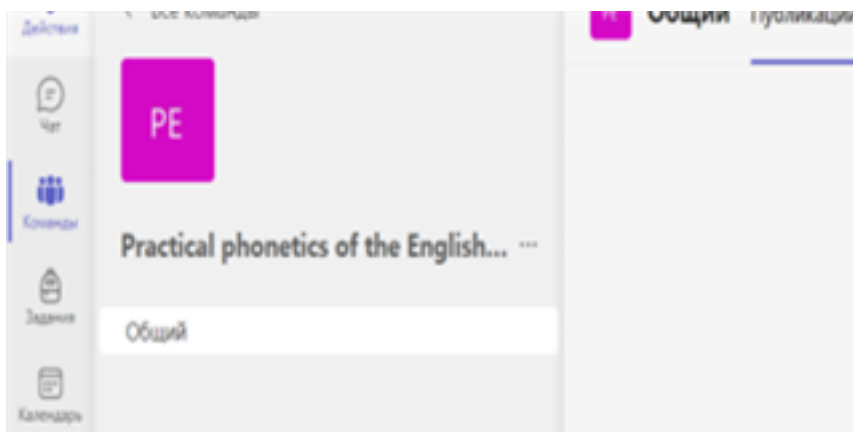 Действия
Чат
Команды
Задания
Календарь
Все команды
PE
Practical phonetics of the English... ...
Общий
PE Общий Публикации